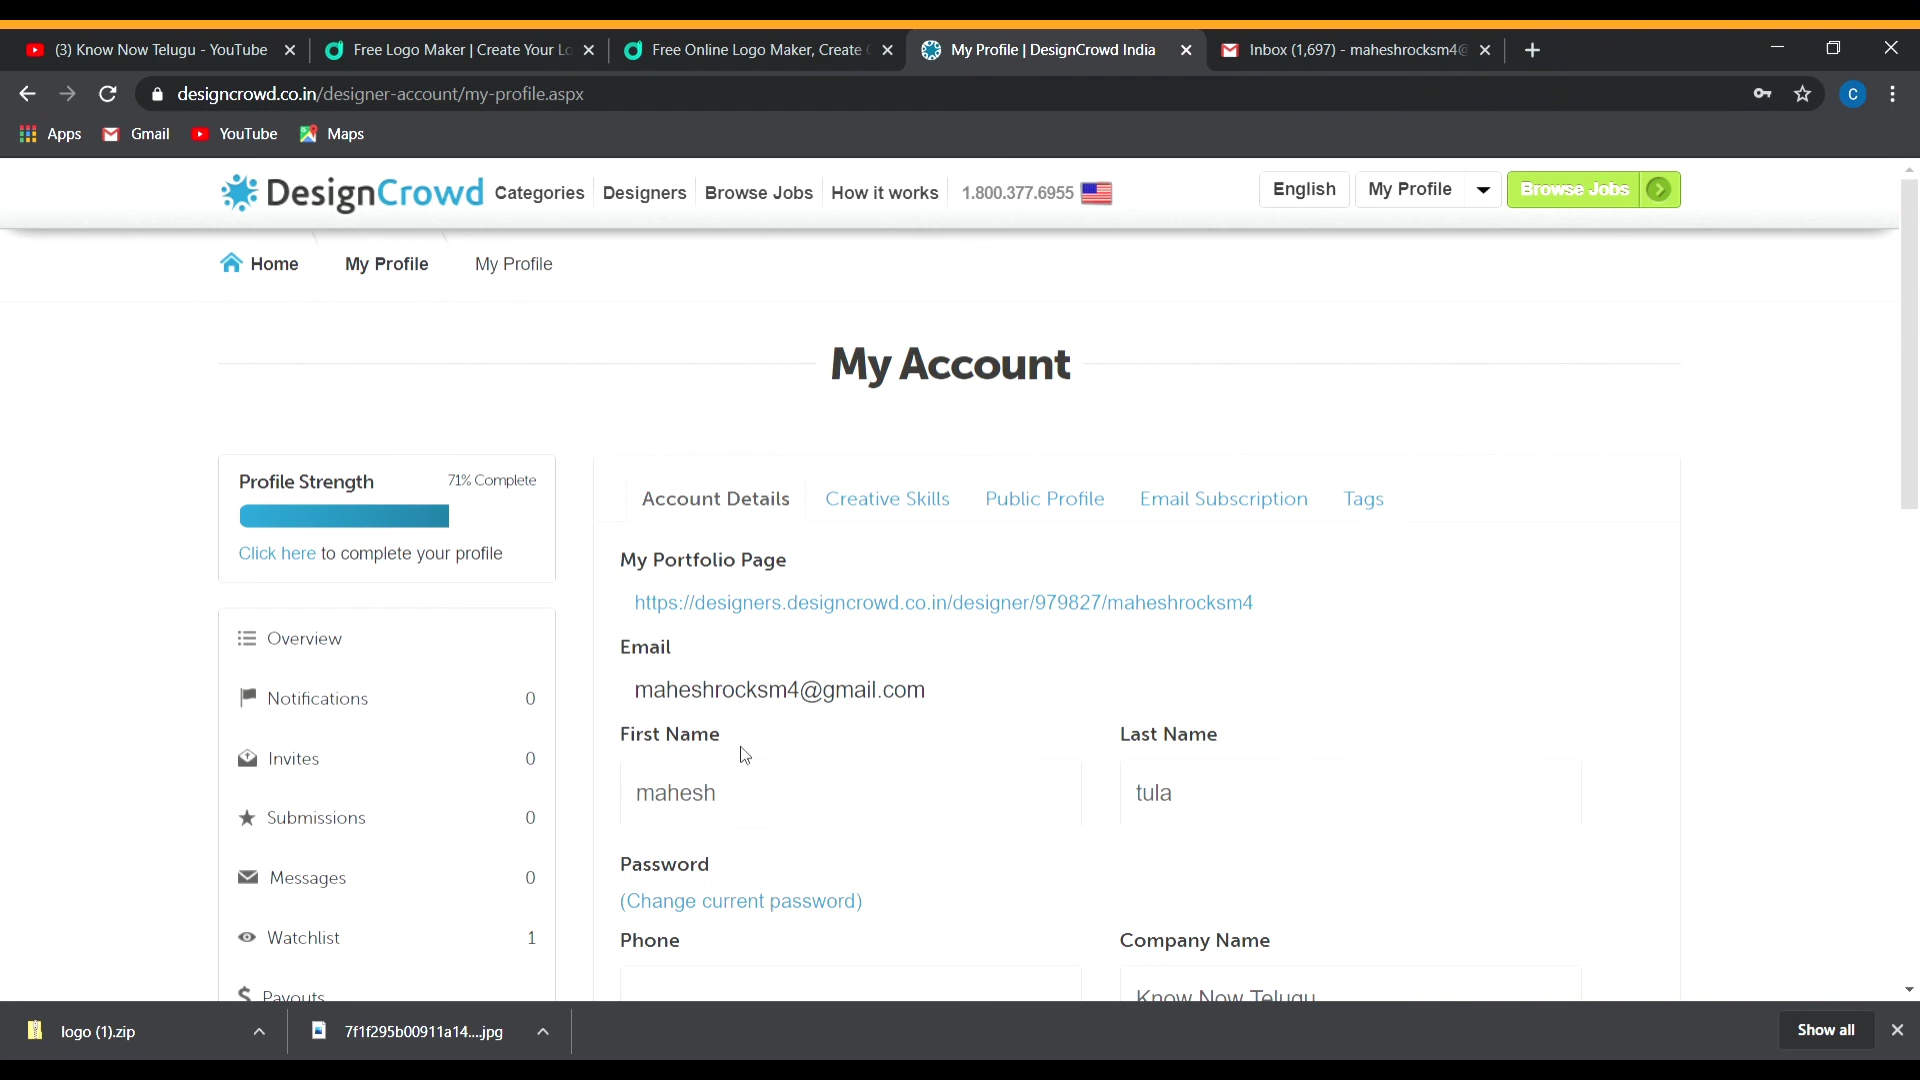 (3) Know Now Telugu - YouTube
Free Logo Maker | Create Your Lo
Free Online Logo Maker, Create
My Profile | DesignCrowd India
Inbox (1,697) - maheshrocksm4@
designcrowd.co.in/designer-account/my-profile.aspx
C
Apps
Gmail
YouTube
Maps
DesignCrowd
Categories
Designers
Browse Jobs
How it works
1.800.377.6955
English
My Profile
Browse Jobs
Home
My Profile
My Profile
My Account
Profile Strength
71% Complete
Click here to complete your profile
Overview
Notifications 0
Invites 0
Submissions 0
Messages 0
Watchlist 1
Payouts
Account Details
Creative Skills
Public Profile
Email Subscription
Tags
My Portfolio Page
https://designers.designcrowd.co.in/designer/979827/maheshrocksm4
Email
maheshrocksm4@gmail.com
First Name
Last Name
mahesh
tula
Password
(Change current password)
Phone
Company Name
Know Now Telugu
logo (1).zip
7f1f295b00911a14....jpg
Show all